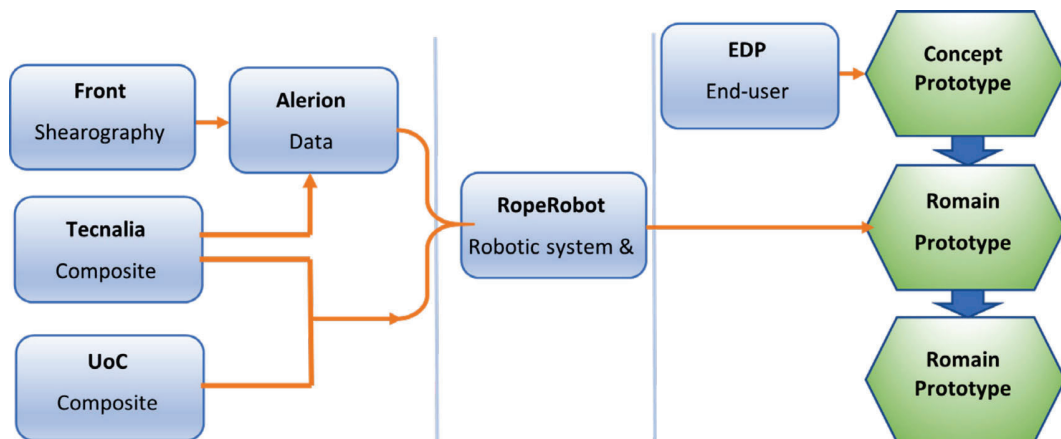 Front
Shearography
Alerion
Data
Tecnalia
Composite
UoC
Composite
RopeRobot
Robotic system &
EDP
End-user
Concept
Prototype
Romain
Prototype
Romain
Prototype